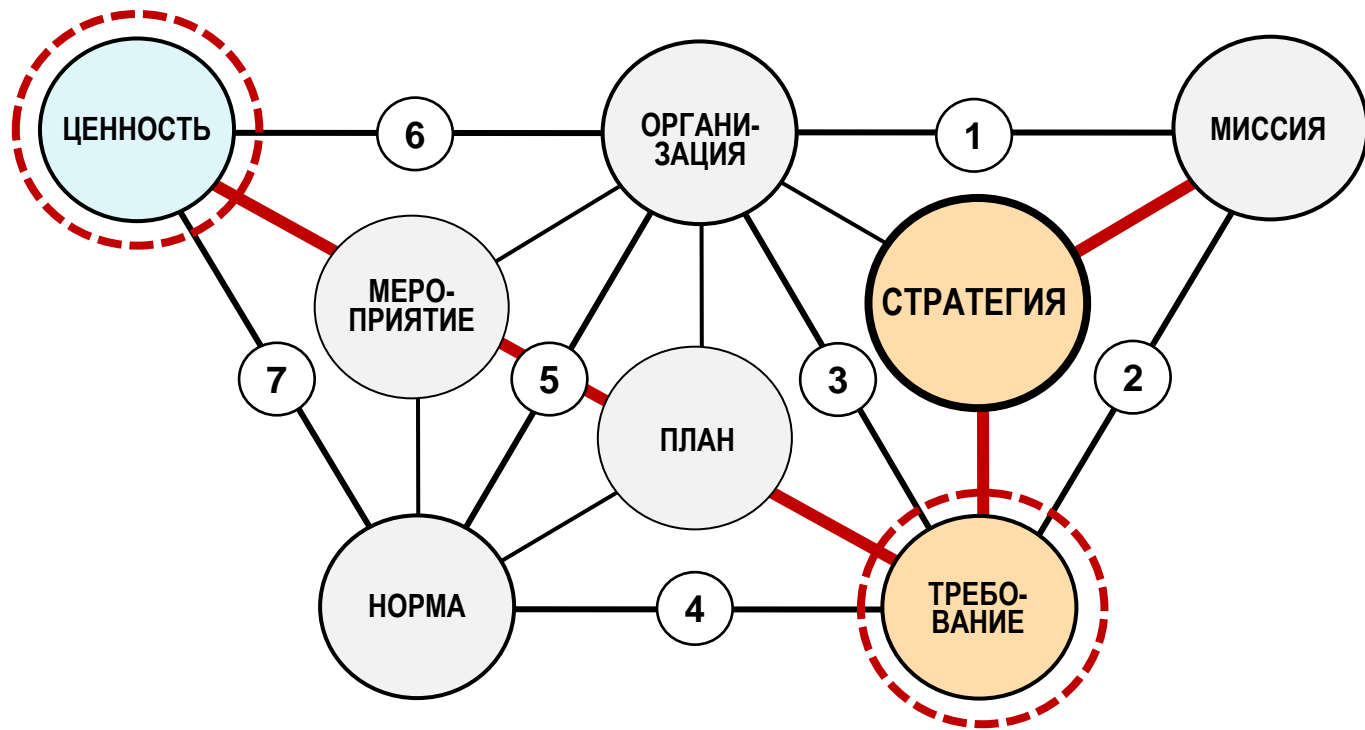 ЦЕННОСТЬ
6
ОРГАНИ-
ЗАЦИЯ
1
МИССИЯ
МЕРО-
ПРИЯТИЕ
СТРАТЕГИЯ
7
5
3
2
ПЛАН
НОРМА
4
ТРЕБО-
ВАНИЕ